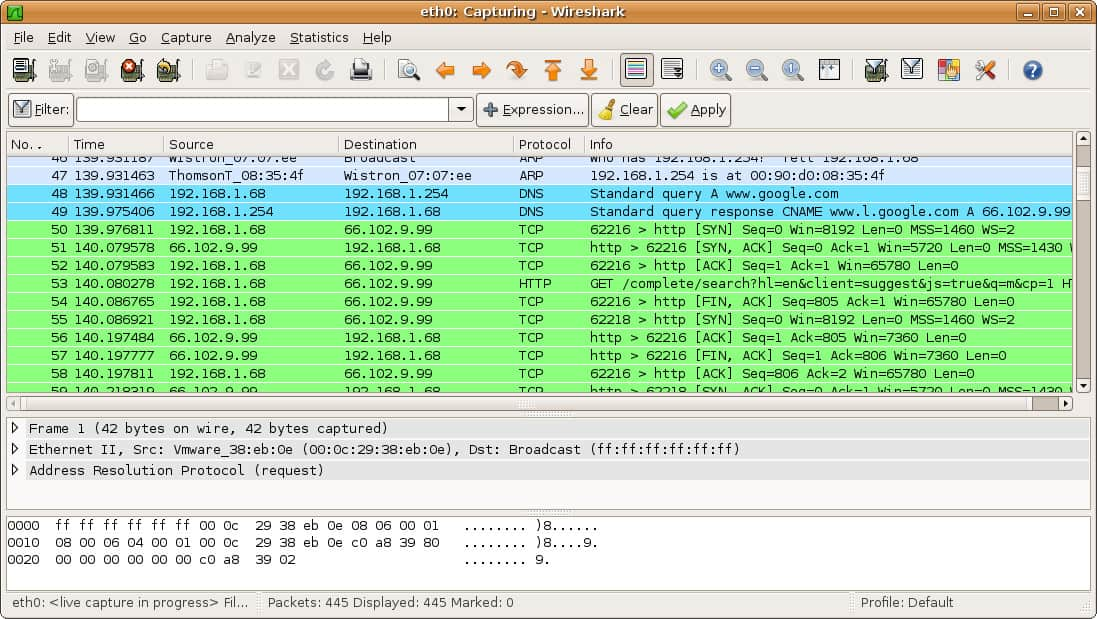 eth0: Capturing - Wireshark
File Edit View Go Capture Analyze Statistics Help
Filter: Expression... Clear Apply
No. . Time Source Destination Protocol Info
46 139.931187 Wistron_07:07:ee Broadcast ARP Who has 192.168.1.254? Tell 192.168.1.68
47 139.931463 ThomsonT_08:35:4f Wistron_07:07:ee ARP 192.168.1.254 is at 00:90:d0:08:35:4f
48 139.931466 192.168.1.68 192.168.1.254 DNS Standard query A www.google.com
49 139.975406 192.168.1.254 192.168.1.68 DNS Standard query response CNAME www.l.google.com A 66.102.9.99
50 139.976811 192.168.1.68 66.102.9.99 TCP 62216 > http [SYN] Seq=0 Win=8192 Len=0 MSS=1460 WS=2
51 140.079578 66.102.9.99 192.168.1.68 TCP http > 62216 [SYN, ACK] Seq=0 Ack=1 Win=5720 Len=0 MSS=1430
52 140.079583 192.168.1.68 66.102.9.99 TCP 62216 > http [ACK] Seq=1 Ack=1 Win=65780 Len=0
53 140.080278 192.168.1.68 66.102.9.99 HTTP GET /complete/search?hl=en&client=suggest&js=true&q=m&cp=1
54 140.086765 192.168.1.68 66.102.9.99 TCP 62216 > http [FIN, ACK] Seq=805 Ack=1 Win=65780 Len=0
55 140.086921 192.168.1.68 66.102.9.99 TCP 62218 > http [SYN] Seq=0 Win=8192 Len=0 MSS=1460 WS=2
56 140.197484 66.102.9.99 192.168.1.68 TCP http > 62216 [ACK] Seq=1 Ack=805 Win=7360 Len=0
57 140.197777 66.102.9.99 192.168.1.68 TCP http > 62216 [FIN, ACK] Seq=1 Ack=806 Win=7360 Len=0
58 140.197811 192.168.1.68 66.102.9.99 TCP 62216 > http [ACK] Seq=806 Ack=2 Win=65780 Len=0
59 140.218319 66.102.9.99 192.168.1.68 TCP http > 62218 [SYN, ACK] Seq=0 Ack=1 Win=5720 Len=0 MSS=1430
Frame 1 (42 bytes on wire, 42 bytes captured)
Ethernet II, Src: Vmware_38:eb:0e (00:0c:29:38:eb:0e), Dst: Broadcast (ff:ff:ff:ff:ff:ff)
Address Resolution Protocol (request)
0000 ff ff ff ff ff ff 00 0c 29 38 eb 0e 08 06 00 01 ........ )8......
0010 08 00 06 04 00 01 00 0c 29 38 eb 0e c0 a8 39 80 ........ )8....9.
0020 00 00 00 00 00 00 c0 a8 39 02 ........ 9.
eth0: <live capture in progress> Fil... Packets: 445 Displayed: 445 Marked: 0 Profile: Default